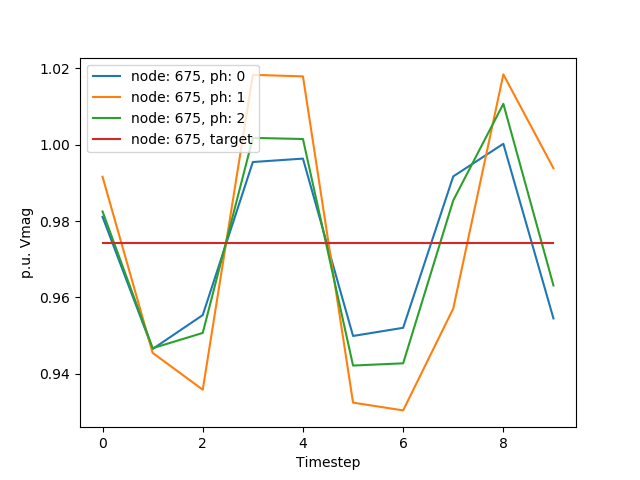 1.02
1.00
0.98
0.96
0.94
p.u. Vmag
node: 675, ph: 0
node: 675, ph: 1
node: 675, ph: 2
node: 675, target
0 2 4 6 8
Timestep